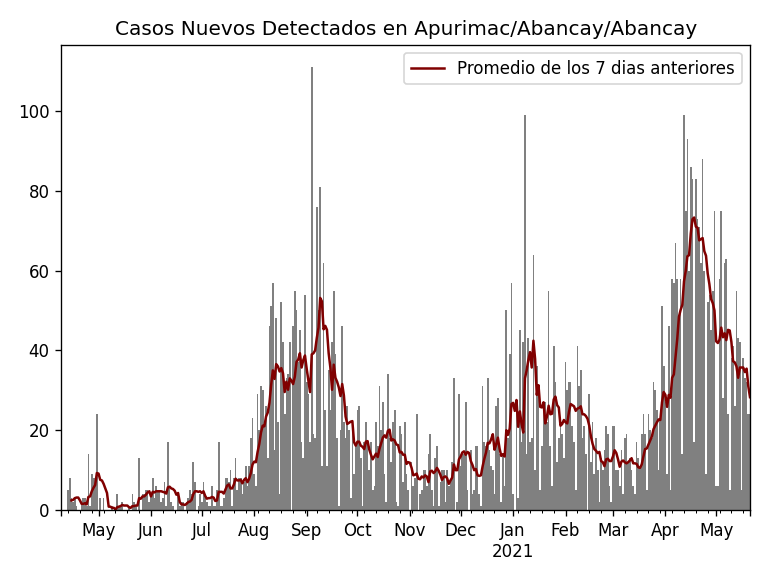 Casos Nuevos Detectados en Apurimac/Abancay/Abancay
Promedio de los 7 dias anteriores
100
80
60
40
20
0
May Jun Jul Aug Sep Oct Nov Dec Jan Feb Mar Apr May
2021